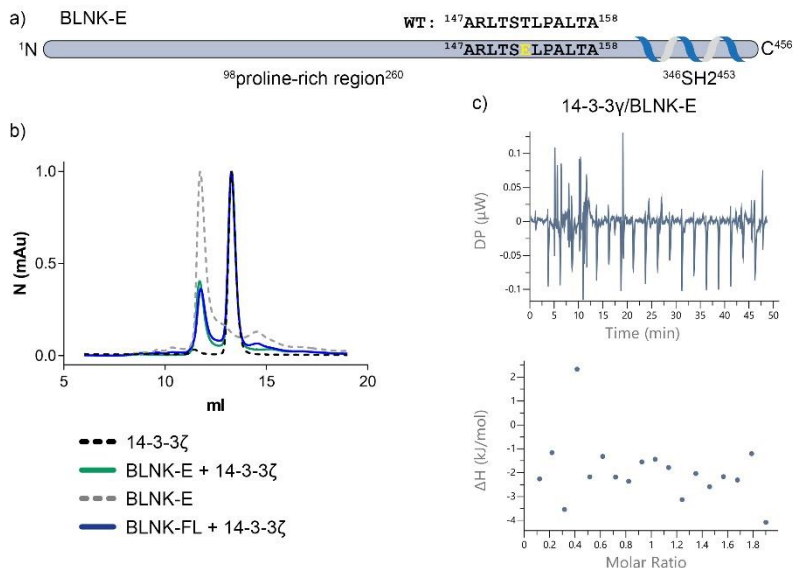 a) BLNK-E
WT: ¹⁴⁷ARLTSTLPALTA¹⁵⁸
¹N ¹⁴⁷ARLTSELPALTA¹⁵⁸ C⁴⁵⁶
⁹⁸proline-rich region²⁶⁰ ³⁴⁶SH2⁴⁵³
b)
N (mAu)
1.0
0.5
0.0
5 10 15 20
ml
14-3-3ζ
BLNK-E + 14-3-3ζ
BLNK-E
BLNK-FL + 14-3-3ζ
c) 14-3-3γ/BLNK-E
DP (µW)
0.1
0.05
0
-0.05
-0.1
0 5 10 15 20 25 30 35 40 45 50
Time (min)
ΔH (kJ/mol)
2
1
0
-1
-2
-3
-4
0 0.2 0.4 0.6 0.8 1 1.2 1.4 1.6 1.8
Molar Ratio